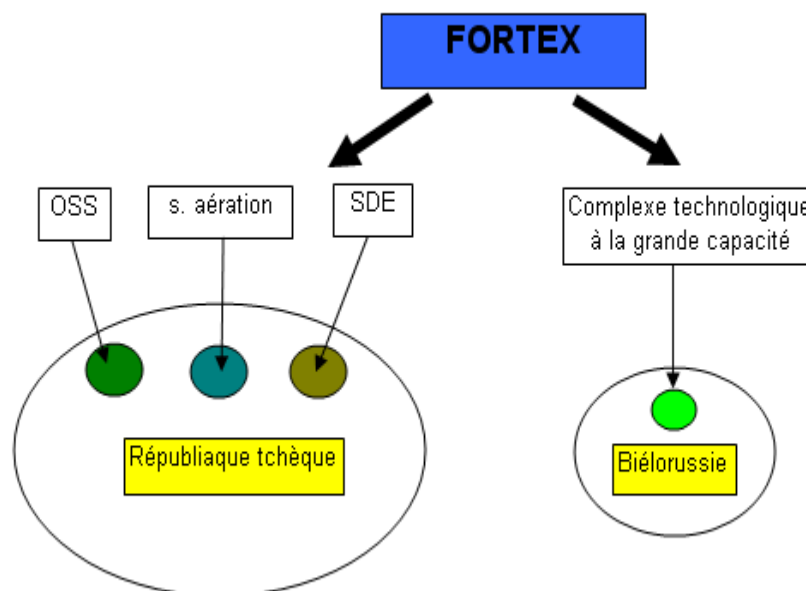 FORTEX
OSS
s. aération
SDE
Complexe technologique
à la grande capacité
Républiaque tchèque
Biélorussie